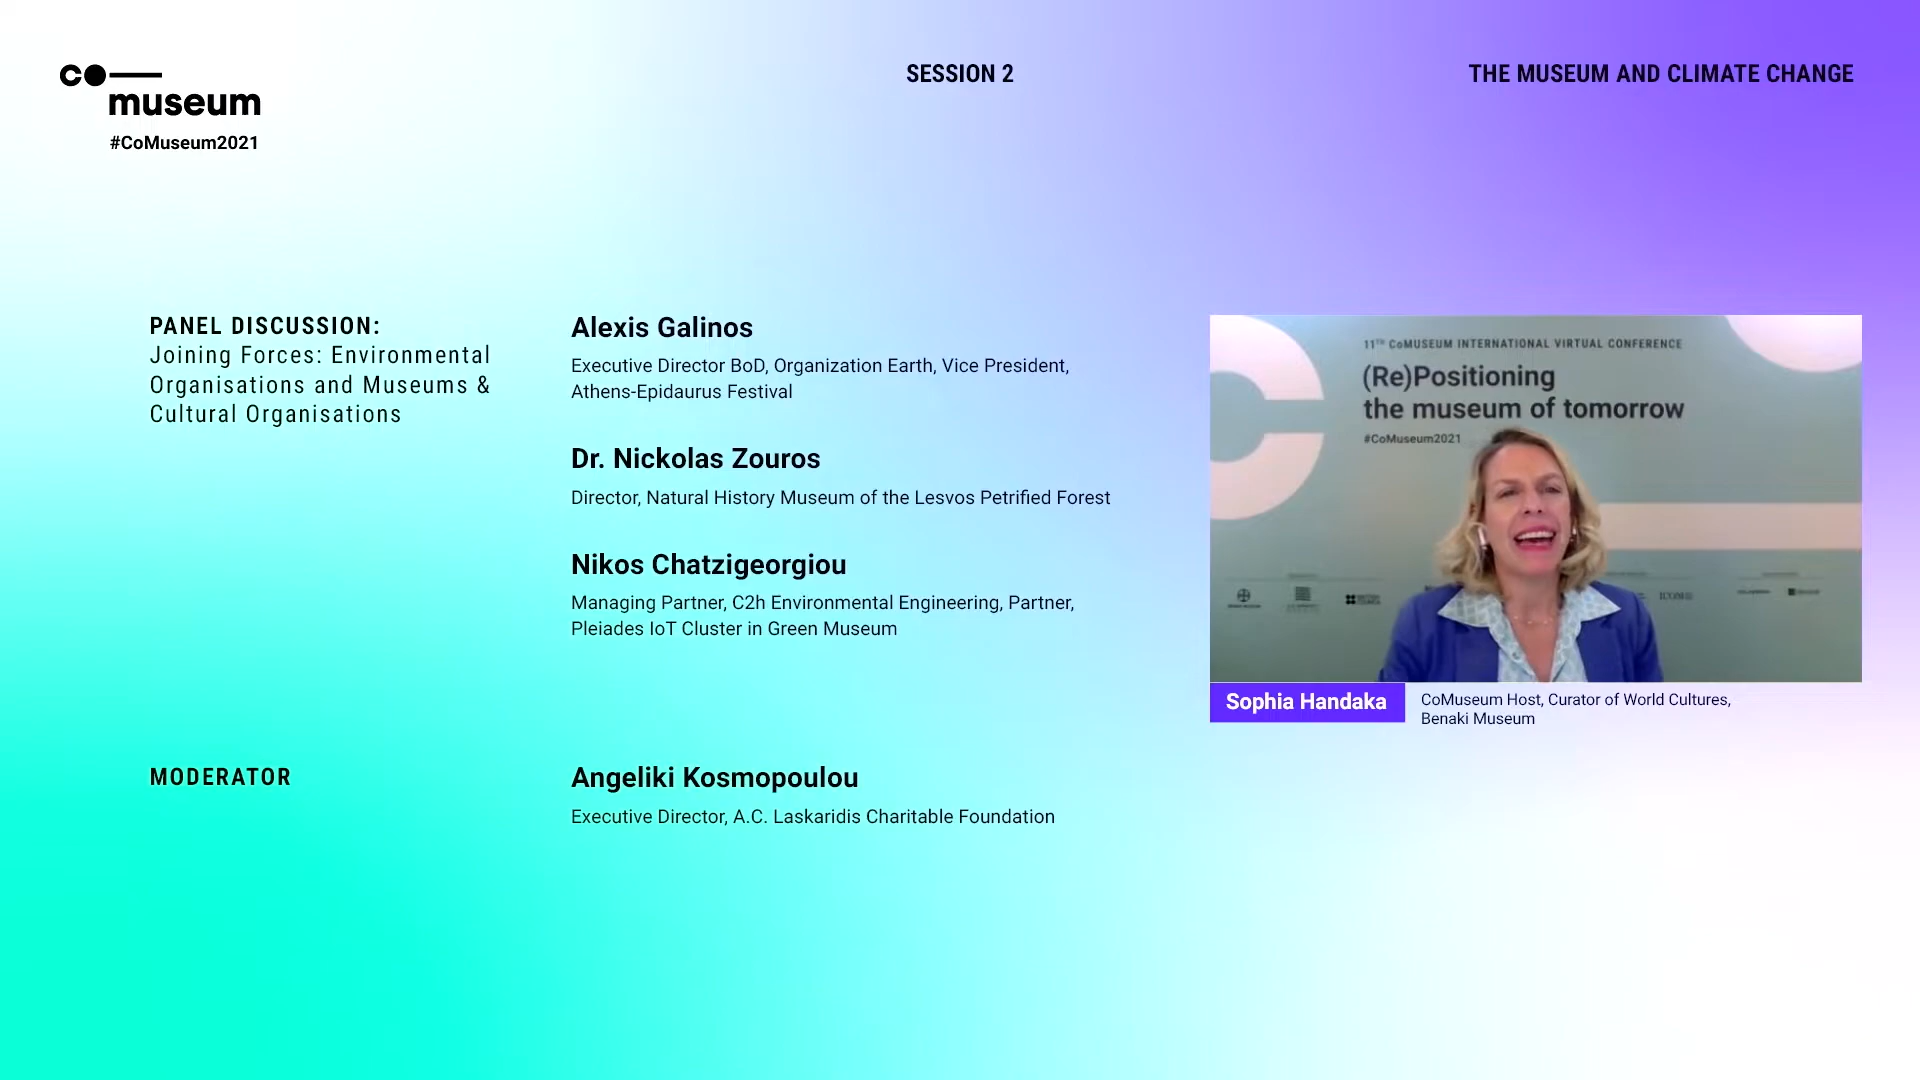 co
museum
#CoMuseum2021
SESSION 2
THE MUSEUM AND CLIMATE CHANGE
PANEL DISCUSSION:
Joining Forces: Environmental
Organisations and Museums &
Cultural Organisations
Alexis Galinos
Executive Director BoD, Organization Earth, Vice President,
Athens-Epidaurus Festival
Dr. Nickolas Zouros
Director, Natural History Museum of the Lesvos Petrified Forest
Nikos Chatzigeorgiou
Managing Partner, C2h Environmental Engineering, Partner,
Pleiades IoT Cluster in Green Museum
MODERATOR
Angeliki Kosmopoulou
Executive Director, A.C. Laskaridis Charitable Foundation
11TH CoMUSEUM INTERNATIONAL VIRTUAL CONFERENCE
(Re)Positioning
the museum of tomorrow
#CoMuseum2021
BRITISH
COUNCIL
ICOM
Sophia Handaka
CoMuseum Host, Curator of World Cultures,
Benaki Museum